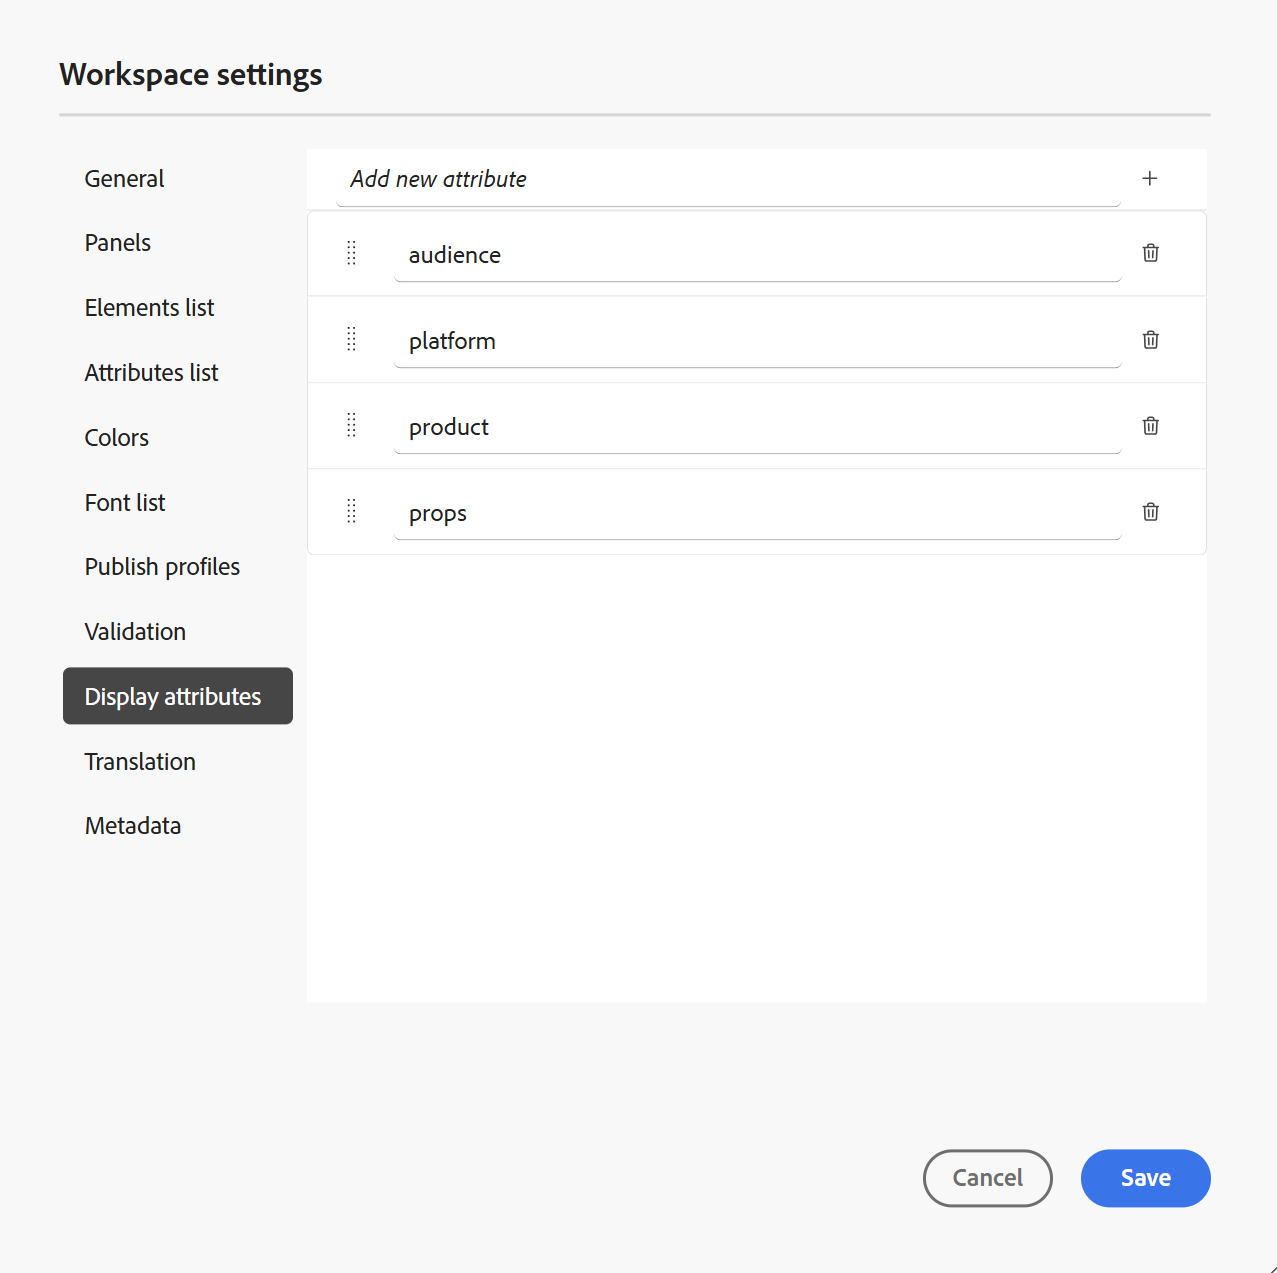 Workspace settings
General
Panels
Elements list
Attributes list
Colors
Font list
Publish profiles
Validation
Display attributes
Translation
Metadata
Add new attribute
audience
platform
product
props
Cancel
Save